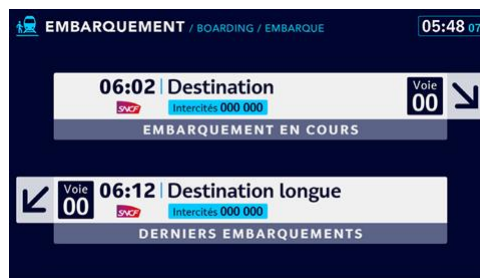 EMBARQUEMENT / BOARDING / EMBARQUE 05:48 07
06:02 Destination Voie 00
SNCF Intercités 000 000
EMBARQUEMENT EN COURS
Voie 00 06:12 Destination longue
SNCF Intercités 000 000
DERNIERS EMBARQUEMENTS